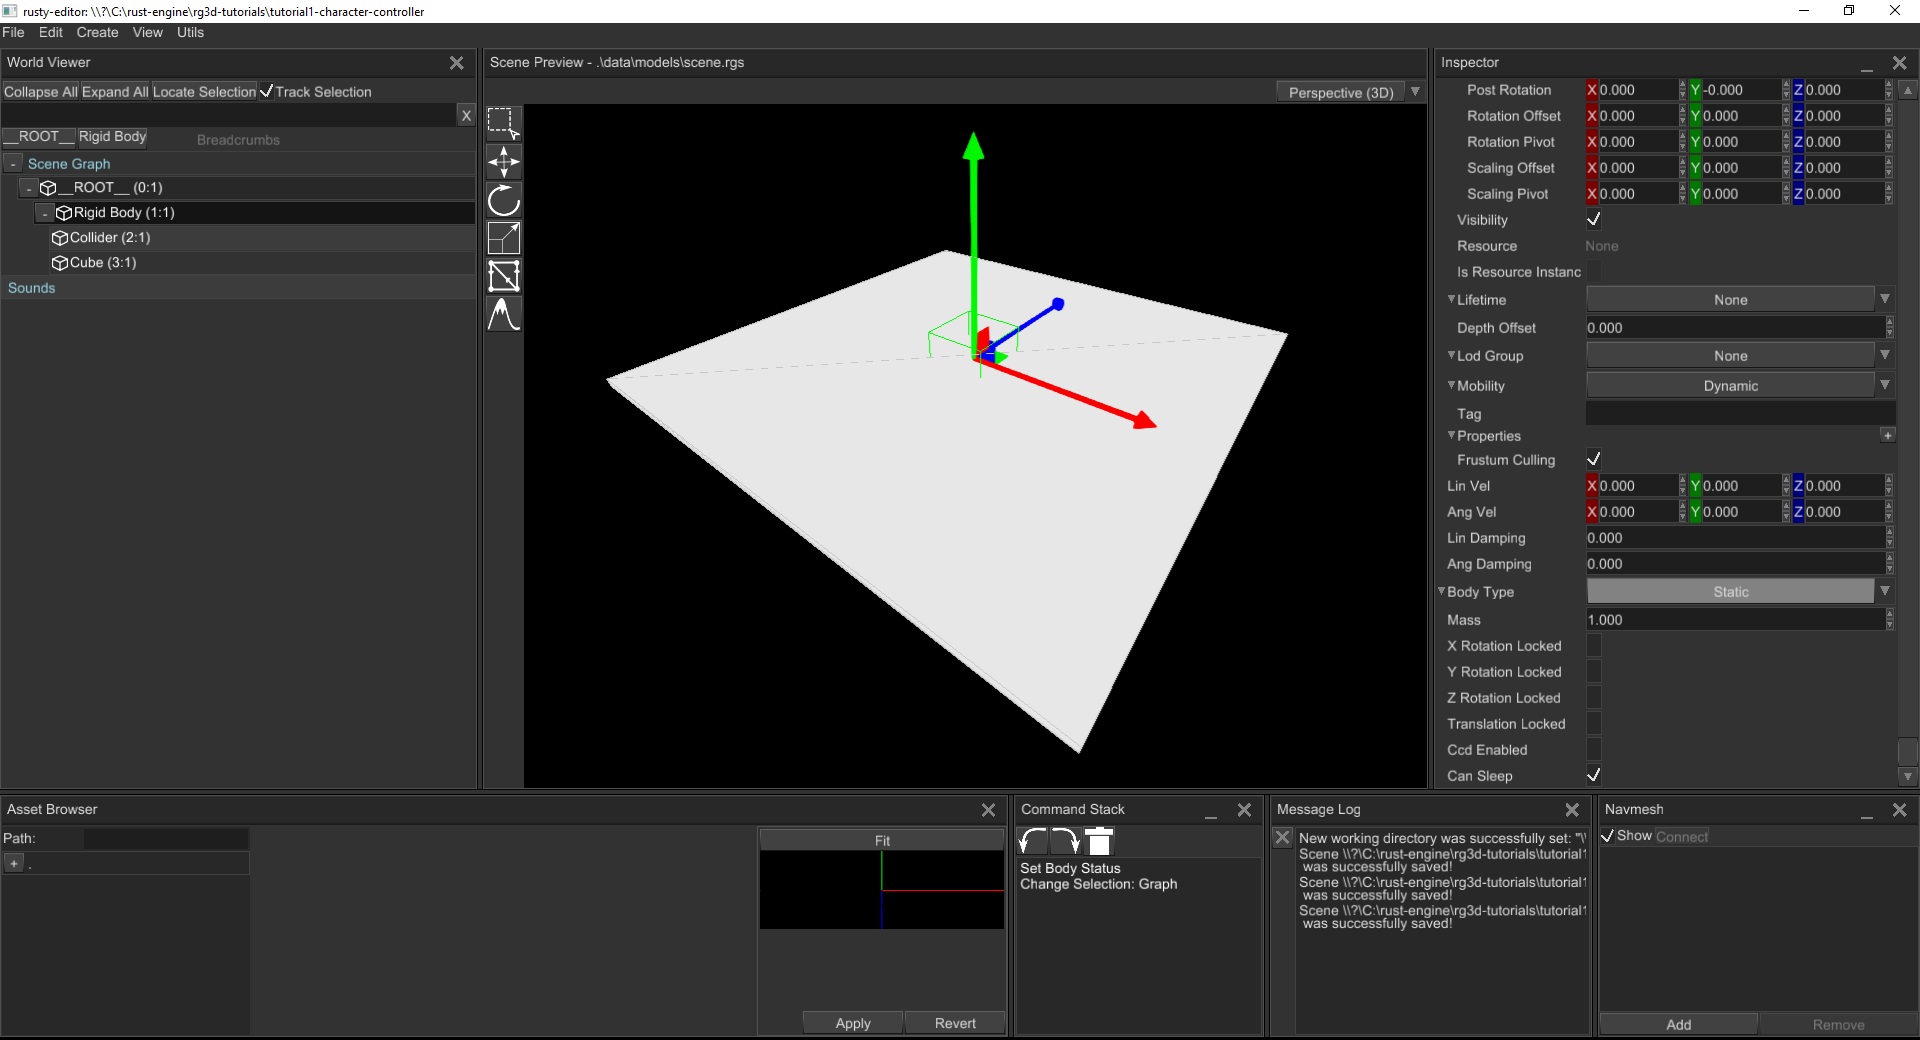 rusty-editor: \\?\C:\rust-engine\rg3d-tutorials\tutorial1-character-controller
File Edit Create View Utils
World Viewer
Collapse All Expand All Locate Selection Track Selection
X
__ROOT__ Rigid Body Breadcrumbs
- Scene Graph
- __ROOT__ (0:1)
- Rigid Body (1:1)
Collider (2:1)
Cube (3:1)
Sounds
Scene Preview - .\data\models\scene.rgs
Perspective (3D)
Inspector
Post Rotation X 0.000 Y -0.000 Z 0.000
Rotation Offset X 0.000 Y 0.000 Z 0.000
Rotation Pivot X 0.000 Y 0.000 Z 0.000
Scaling Offset X 0.000 Y 0.000 Z 0.000
Scaling Pivot X 0.000 Y 0.000 Z 0.000
Visibility
Resource None
Is Resource Instanc
Lifetime None
Depth Offset 0.000
Lod Group None
Mobility Dynamic
Tag
Properties +
Frustum Culling
Lin Vel X 0.000 Y 0.000 Z 0.000
Ang Vel X 0.000 Y 0.000 Z 0.000
Lin Damping 0.000
Ang Damping 0.000
Body Type Static
Mass 1.000
X Rotation Locked
Y Rotation Locked
Z Rotation Locked
Translation Locked
Ccd Enabled
Can Sleep
Asset Browser
Path:
+ .
Fit
Apply Revert
Command Stack
Set Body Status
Change Selection: Graph
Message Log
New working directory was successfully set: "\\
Scene \\?\C:\rust-engine\rg3d-tutorials\tutorial1
was successfully saved!
Scene \\?\C:\rust-engine\rg3d-tutorials\tutorial1
was successfully saved!
Scene \\?\C:\rust-engine\rg3d-tutorials\tutorial1
was successfully saved!
Navmesh
Show Connect
Add Remove